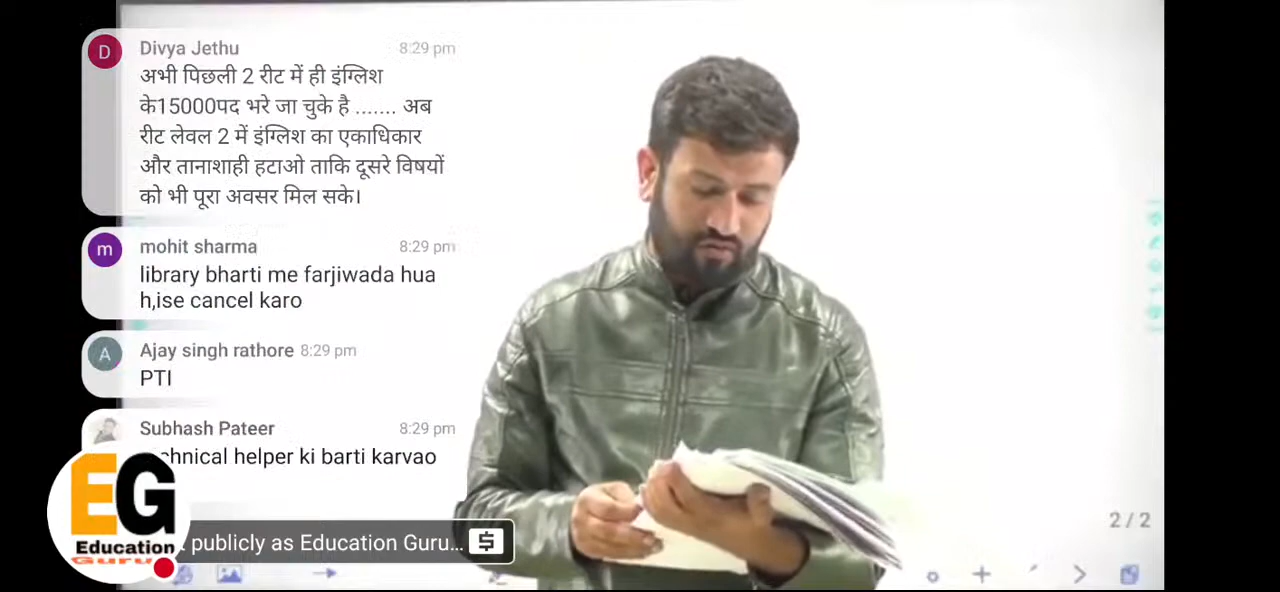 D
Divya Jethu 8:29 pm
अभी पिछली 2 रीट में ही इंग्लिश
के15000पद भरे जा चुके है ....... अब
रीट लेवल 2 में इंग्लिश का एकाधिकार
और तानाशाही हटाओ ताकि दूसरे विषयों
को भी पूरा अवसर मिल सके।
m
mohit sharma 8:29 pm
library bharti me farjiwada hua
h,ise cancel karo
A
Ajay singh rathore 8:29 pm
PTI
Subhash Pateer 8:29 pm
helper ki barti karvao
EG
Education
Guru
publicly as Education Guru...
2 / 2